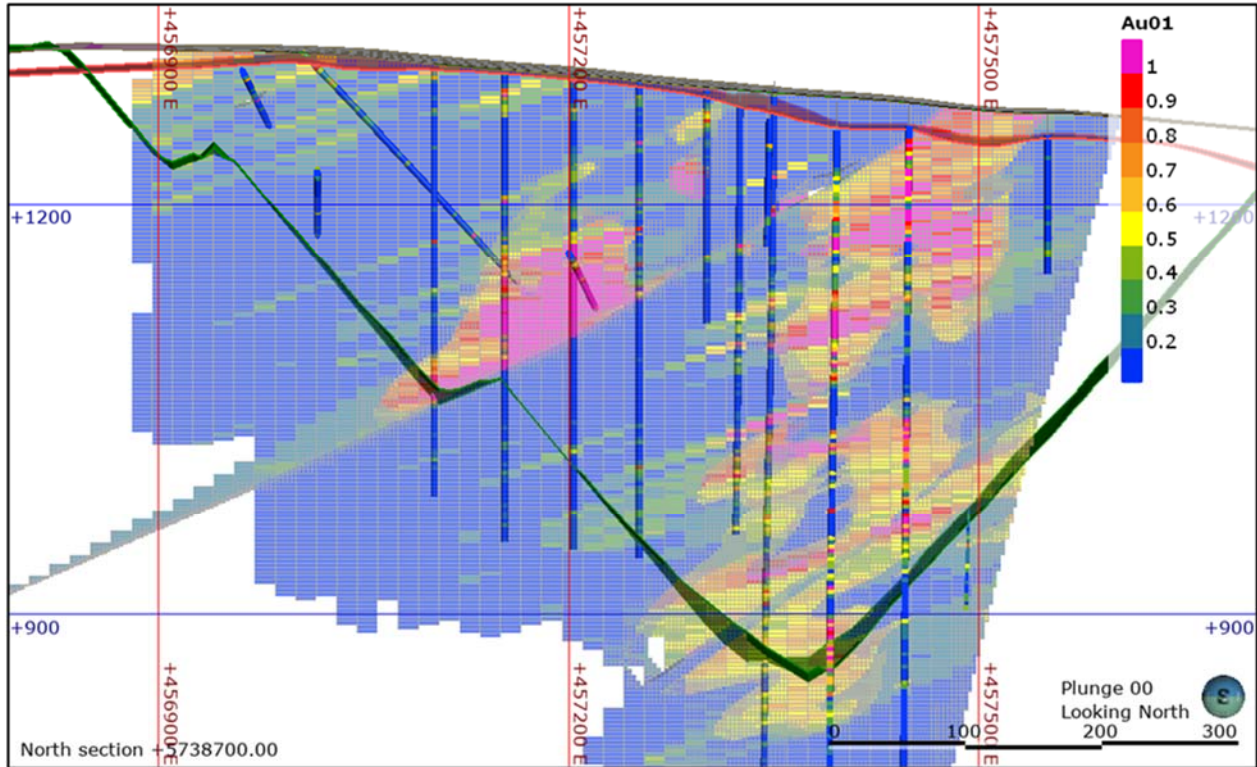 +456900 E
+457200 E
+457500 E
Au01
1
0.9
0.8
0.7
0.6
0.5
0.4
0.3
0.2
+1200
+1200
+900
+900
+456900 E
+457200 E
+457500 E
Plunge 00
Looking North
S
0 100 200 300
North section +5738700.00